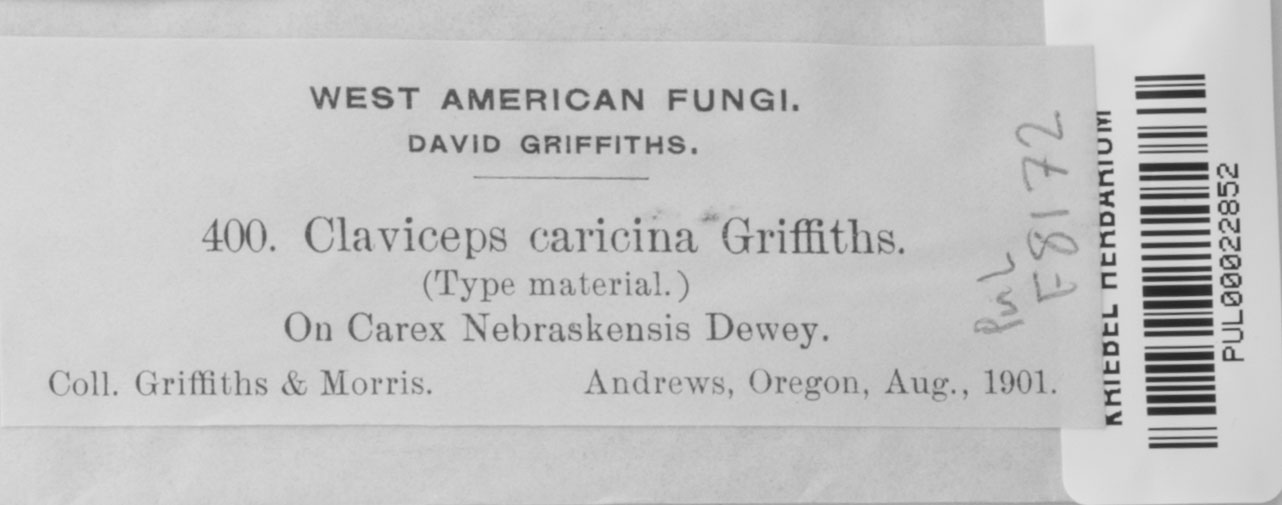 WEST AMERICAN FUNGI.
DAVID GRIFFITHS.
400. Claviceps caricina Griffiths.
(Type material.)
On Carex Nebraskensis Dewey.
Coll. Griffiths & Morris. Andrews, Oregon, Aug., 1901.
PUL
F8172
KRIEBEL HERBARIUM
PUL00022852